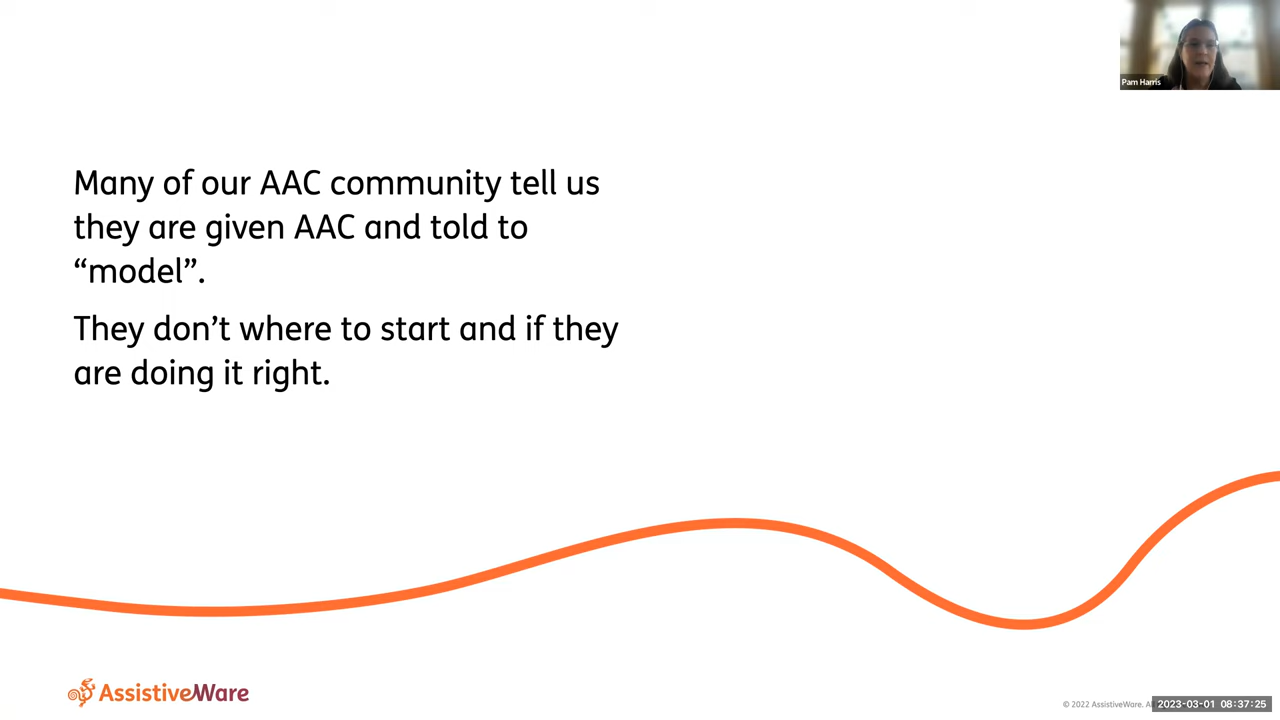 Pam Harris
Many of our AAC community tell us
they are given AAC and told to
“model”.
They don’t where to start and if they
are doing it right.
AssistiveWare
© 2022 AssistiveWare.
2023-03-01 08:37:25